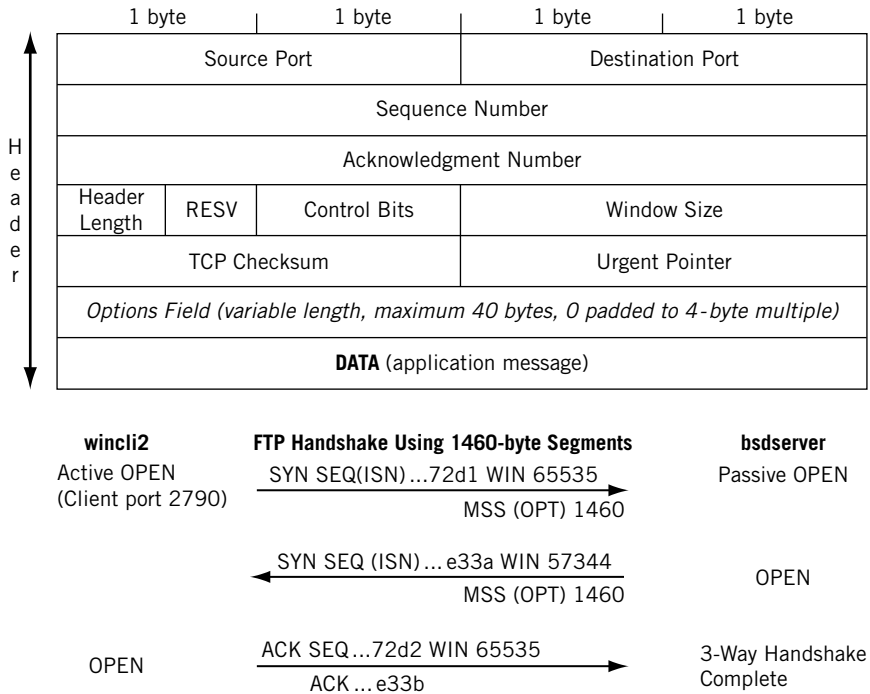 1 byte 1 byte 1 byte 1 byte
Header
Source Port Destination Port
Sequence Number
Acknowledgment Number
Header Length RESV Control Bits Window Size
TCP Checksum Urgent Pointer
Options Field (variable length, maximum 40 bytes, 0 padded to 4-byte multiple)
DATA (application message)
wincli2 FTP Handshake Using 1460-byte Segments bsdserver
Active OPEN SYN SEQ(ISN)...72d1 WIN 65535 Passive OPEN
(Client port 2790) MSS (OPT) 1460
SYN SEQ (ISN)...e33a WIN 57344
MSS (OPT) 1460 OPEN
OPEN ACK SEQ...72d2 WIN 65535 3-Way Handshake
ACK...e33b Complete